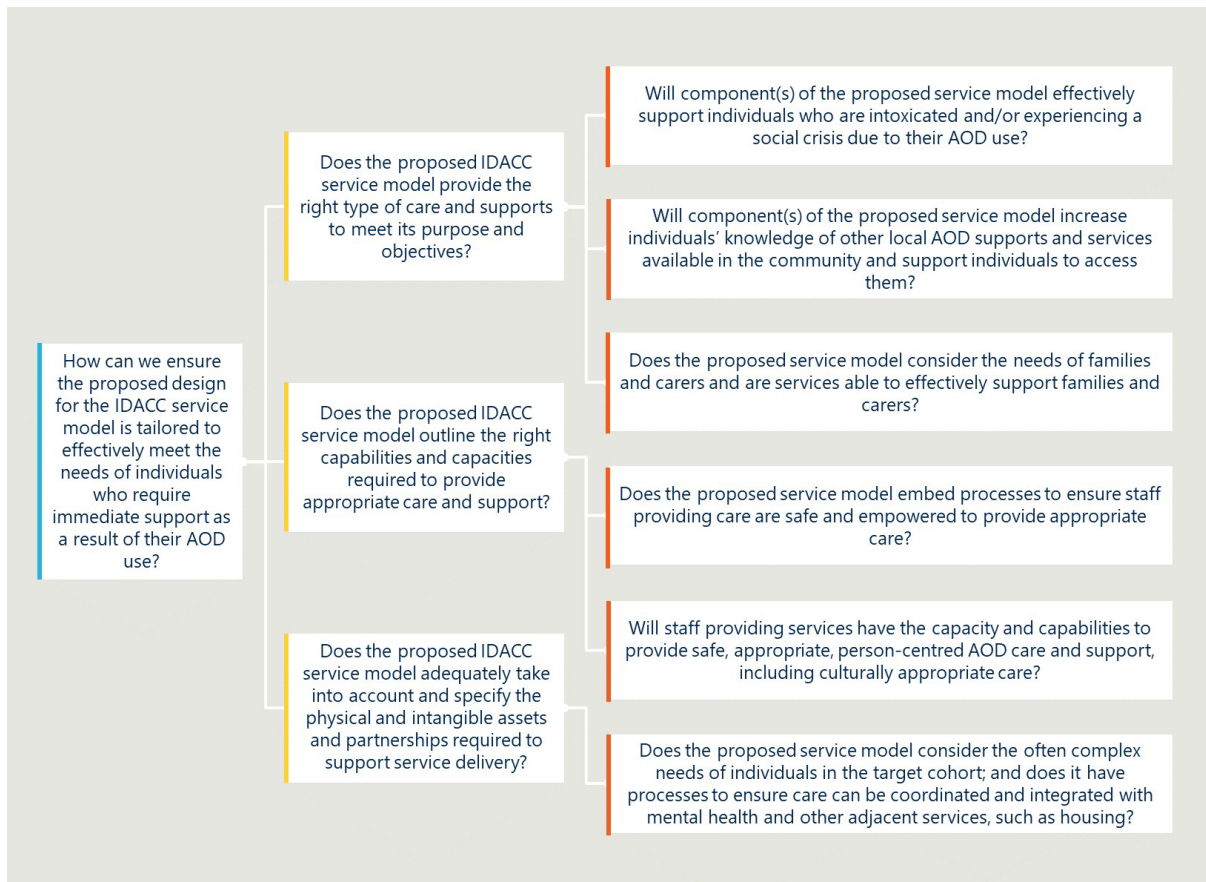 How can we ensure
the proposed design
for the IDACC service
model is tailored to
effectively meet the
needs of individuals
who require
immediate support as
a result of their AOD
use?
Does the proposed IDACC
service model provide the
right type of care and supports
to meet its purpose and
objectives?
Does the proposed IDACC
service model outline the right
capabilities and capacities
required to provide
appropriate care and support?
Does the proposed IDACC
service model adequately take
into account and specify the
physical and intangible assets
and partnerships required to
support service delivery?
Will component(s) of the proposed service model effectively
support individuals who are intoxicated and/or experiencing a
social crisis due to their AOD use?
Will component(s) of the proposed service model increase
individuals’ knowledge of other local AOD supports and services
available in the community and support individuals to access
them?
Does the proposed service model consider the needs of families
and carers and are services able to effectively support families and
carers?
Does the proposed service model embed processes to ensure staff
providing care are safe and empowered to provide appropriate
care?
Will staff providing services have the capacity and capabilities to
provide safe, appropriate, person-centred AOD care and support,
including culturally appropriate care?
Does the proposed service model consider the often complex
needs of individuals in the target cohort; and does it have
processes to ensure care can be coordinated and integrated with
mental health and other adjacent services, such as housing?